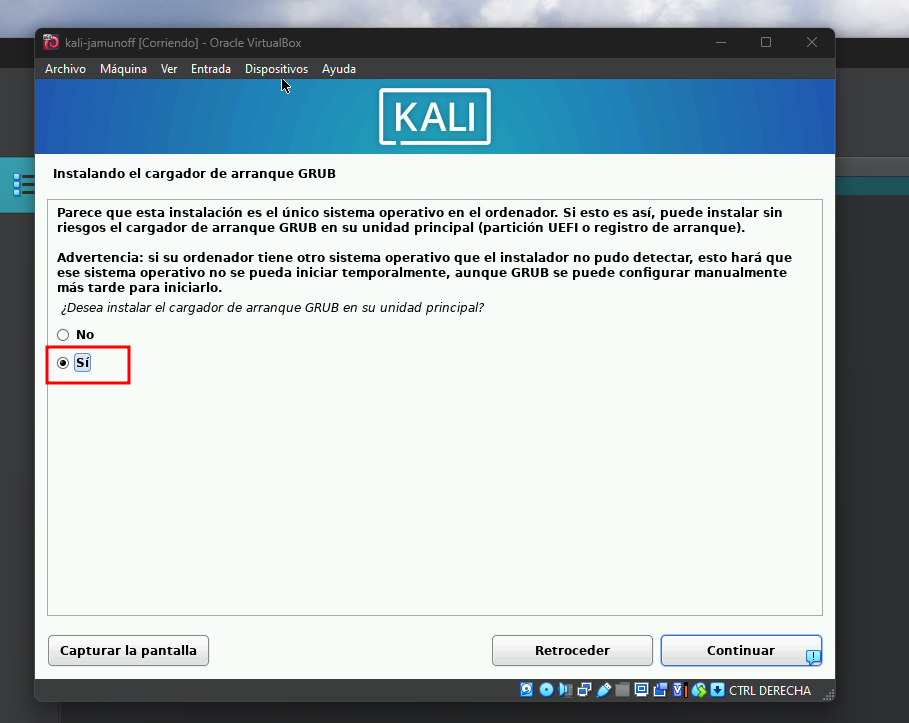 kali-jamunoff [Corriendo] - Oracle VirtualBox
Archivo Máquina Ver Entrada Dispositivos Ayuda
KALI
Instalando el cargador de arranque GRUB
Parece que esta instalación es el único sistema operativo en el ordenador. Si esto es así, puede instalar sin
riesgos el cargador de arranque GRUB en su unidad principal (partición UEFI o registro de arranque).
Advertencia: si su ordenador tiene otro sistema operativo que el instalador no pudo detectar, esto hará que
ese sistema operativo no se pueda iniciar temporalmente, aunque GRUB se puede configurar manualmente
más tarde para iniciarlo.
¿Desea instalar el cargador de arranque GRUB en su unidad principal?
No
Sí
Capturar la pantalla Retroceder Continuar
CTRL DERECHA